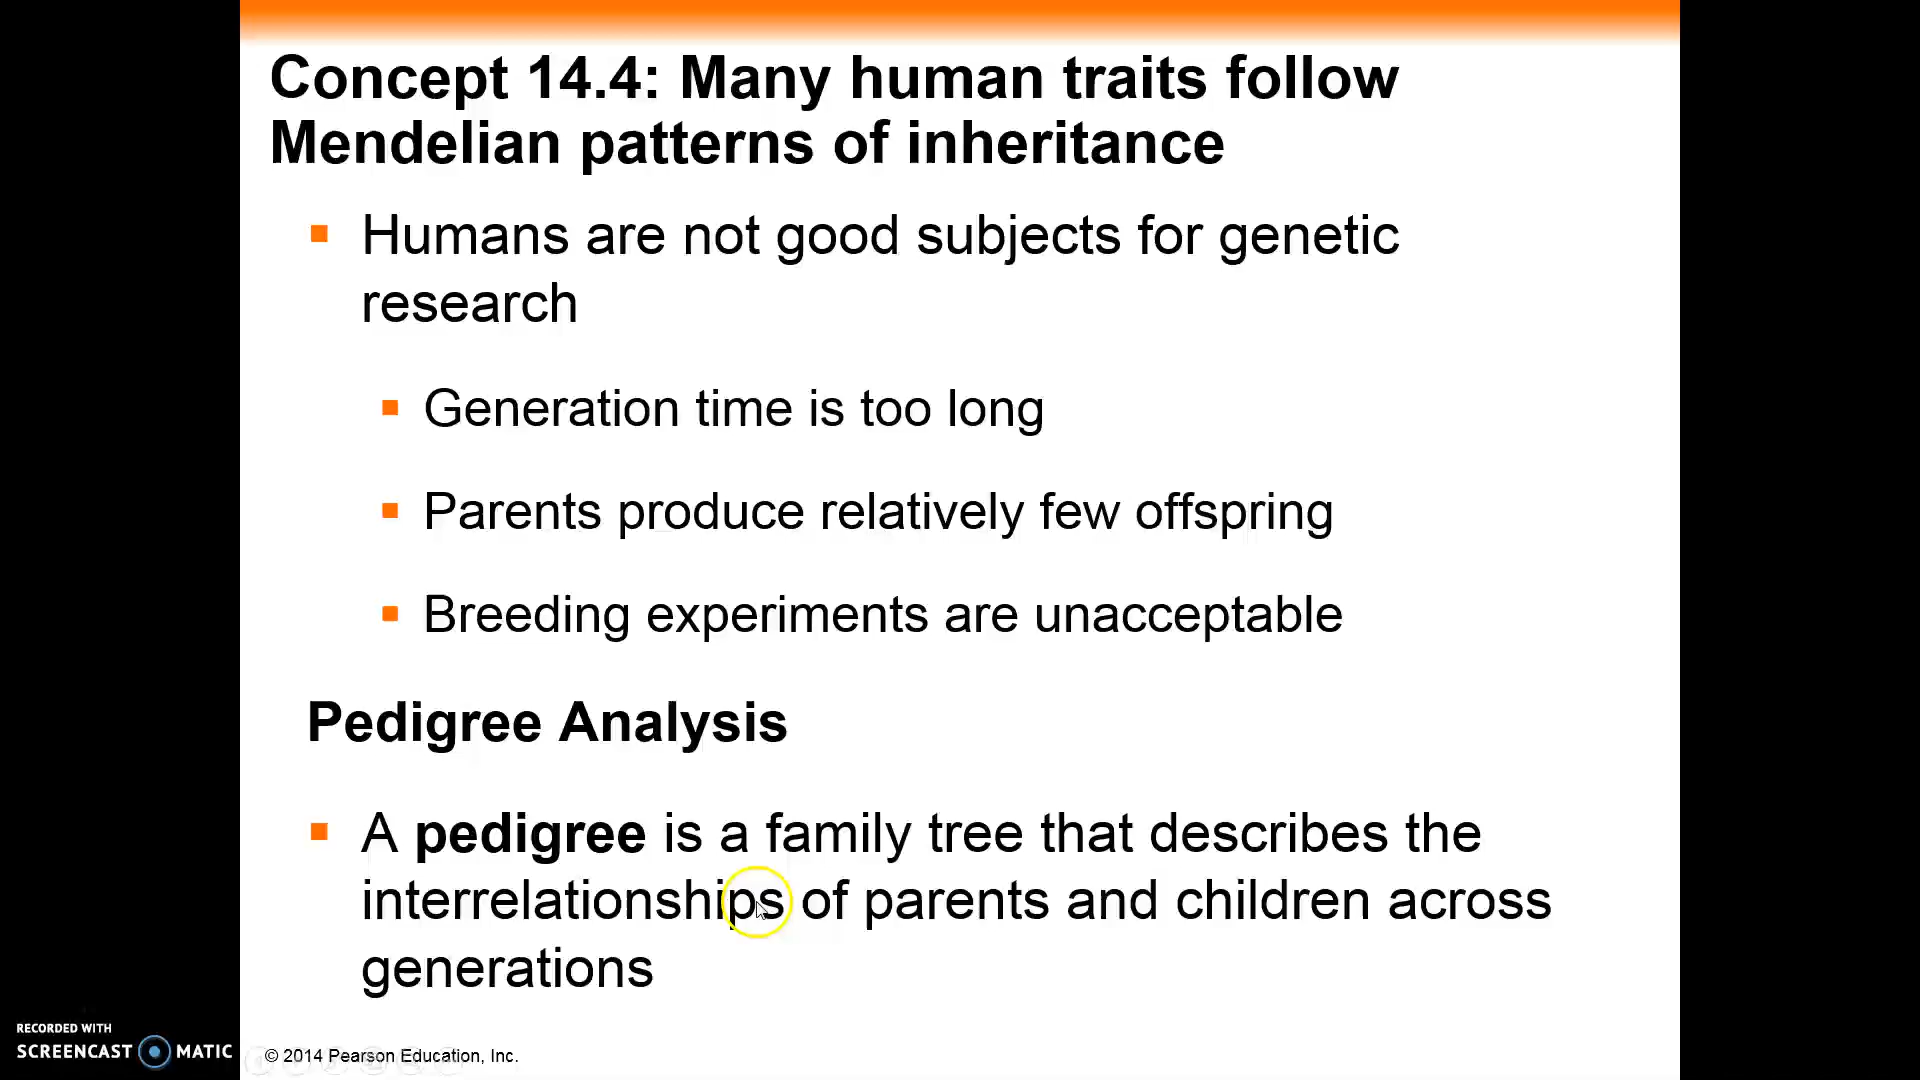 Concept 14.4: Many human traits follow
Mendelian patterns of inheritance
Humans are not good subjects for genetic
research
Generation time is too long
Parents produce relatively few offspring
Breeding experiments are unacceptable
Pedigree Analysis
A pedigree is a family tree that describes the
interrelationships of parents and children across
generations
RECORDED WITH
SCREENCAST MATIC
© 2014 Pearson Education, Inc.